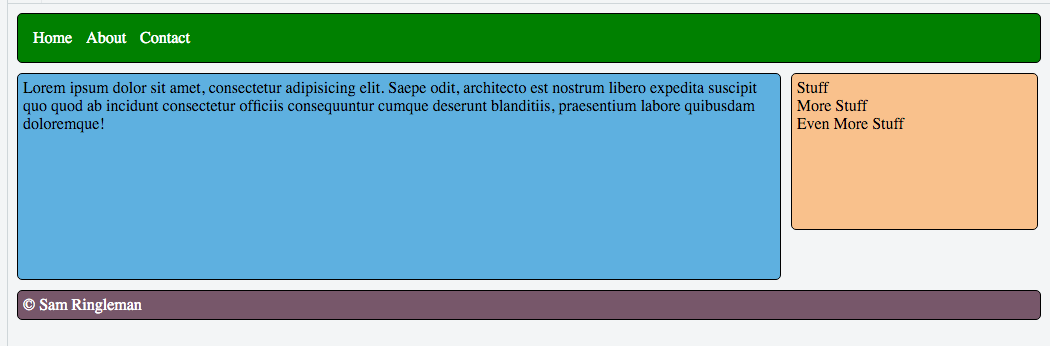 Home About Contact
Lorem ipsum dolor sit amet, consectetur adipisicing elit. Saepe odit, architecto est nostrum libero expedita suscipit
quo quod ab incidunt consectetur officiis consequuntur cumque deserunt blanditiis, praesentium labore quibusdam
doloremque!
Stuff
More Stuff
Even More Stuff
© Sam Ringleman